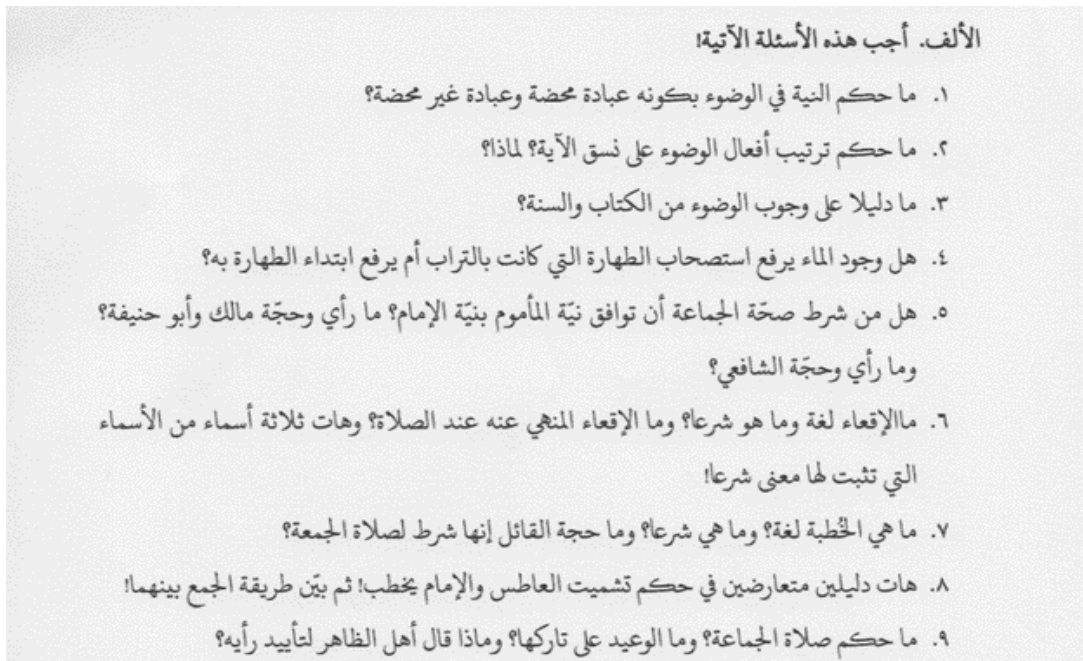 الألف. أجب هذه الأسئلة الآتية!
١. ما حكم النية في الوضوء بكونه عبادة محضة وعبادة غير محضة؟
٢. ما حكم ترتيب أفعال الوضوء على نسق الآية؟ لماذا؟
٣. ما دليلا على وجوب الوضوء من الكتاب والسنة؟
٤. هل وجود الماء يرفع استصحاب الطهارة التي كانت بالتراب أم يرفع ابتداء الطهارة به؟
٥. هل من شرط صحّة الجماعة أن توافق نيّة المأموم بنيّة الإمام؟ ما رأي وحجّة مالك وأبو حنيفة؟
وما رأي وحجّة الشافعي؟
٦. ماالإقعاء لغة وما هو شرعا؟ وما الإقعاء المنهي عنه عند الصلاة؟ وهات ثلاثة أسماء من الأسماء
التي تثبت لها معنى شرعا!
٧. ما هي الخُطبة لغة؟ وما هي شرعا؟ وما حجة القائل إنها شرط لصلاة الجمعة؟
٨. هات دليلين متعارضين في حكم تشميت العاطس والإمام يخطب! ثم بيّن طريقة الجمع بينهما!
٩. ما حكم صلاة الجماعة؟ وما الوعيد على تاركها؟ وماذا قال أهل الظاهر لتأييد رأيه؟